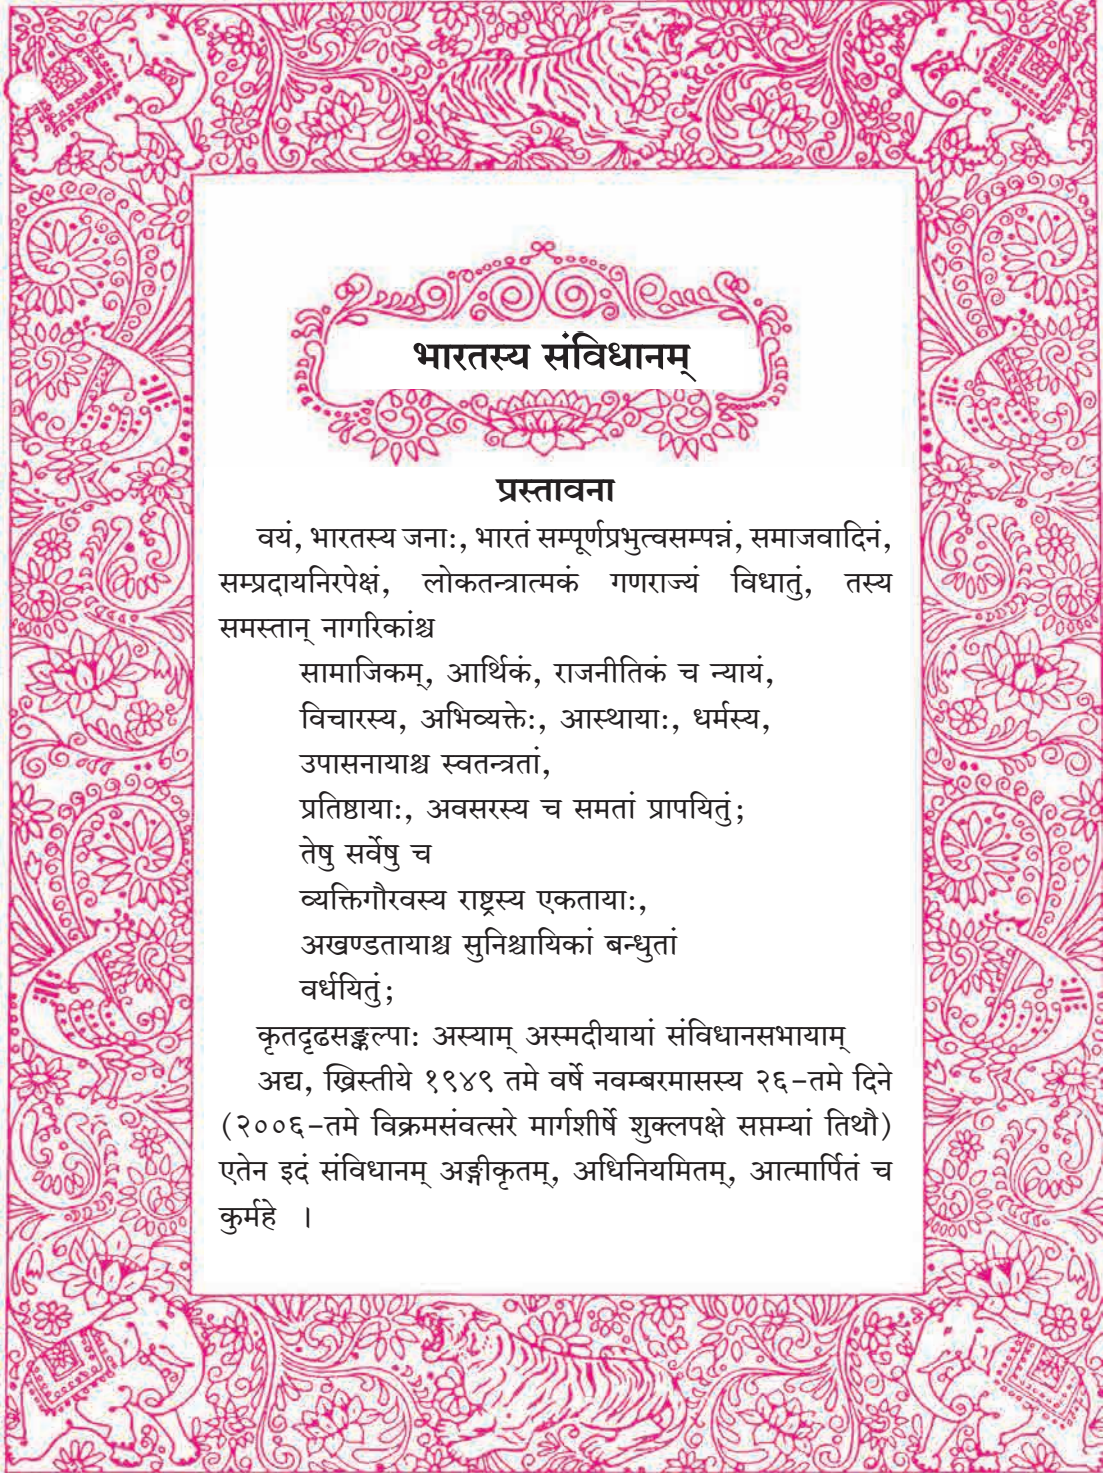 भारतस्य संविधानम्
प्रस्तावना
वयं, भारतस्य जनाः, भारतं सम्पूर्णप्रभुत्वसम्पन्नं, समाजवादिनं,
सम्प्रदायनिरपेक्षं, लोकतन्त्रात्मकं गणराज्यं विधातुं, तस्य
समस्तान् नागरिकांश्च
सामाजिकम्, आर्थिकं, राजनीतिकं च न्यायं,
विचारस्य, अभिव्यक्तेः, आस्थायाः, धर्मस्य,
उपासनायाश्च स्वतन्त्रतां,
प्रतिष्ठायाः, अवसरस्य च समतां प्रापयितुं;
तेषु सर्वेषु च
व्यक्तिगौरवस्य राष्ट्रस्य एकतायाः,
अखण्डतायाश्च सुनिश्चायिकां बन्धुतां
वर्धयितुं;
कृतदृढसङ्कल्पाः अस्याम् अस्मदीयायां संविधानसभायाम्
अद्य, ख्रिस्तीये १९४९ तमे वर्षे नवम्बरमासस्य २६-तमे दिने
(२००६-तमे विक्रमसंवत्सरे मार्गशीर्षे शुक्लपक्षे सप्तम्यां तिथौ)
एतेन इदं संविधानम् अङ्गीकृतम्, अधिनियमितम्, आत्मार्पितं च
कुर्महे ।